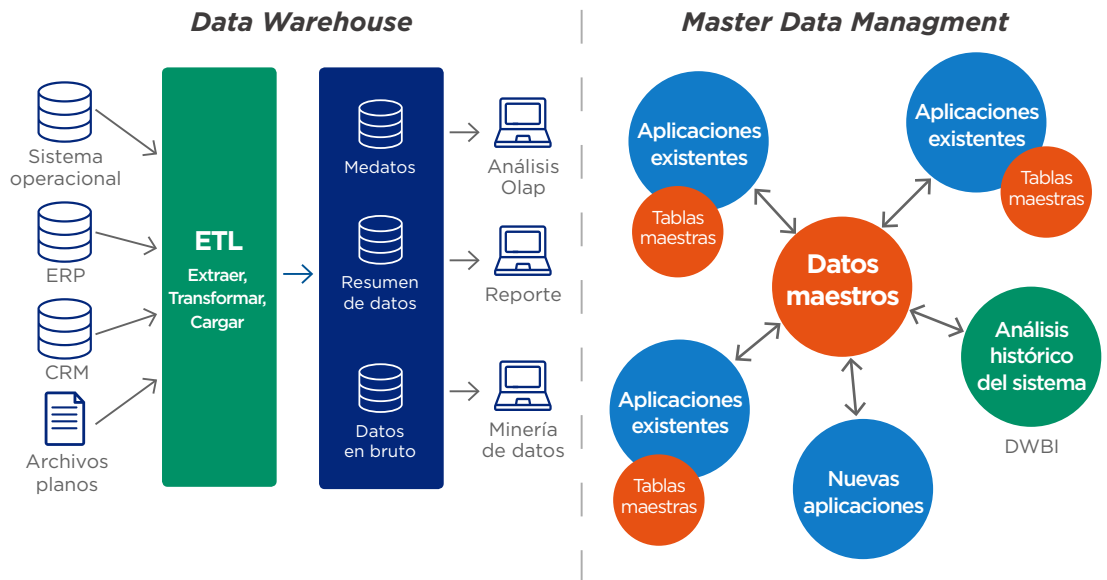 Data Warehouse
Sistema
operacional
ERP
CRM
Archivos
planos
ETL
Extraer,
Transformar,
Cargar
Medatos
Resumen
de datos
Datos
en bruto
Análisis
Olap
Reporte
Minería
de datos
Master Data Managment
Aplicaciones
existentes
Tablas
maestras
Aplicaciones
existentes
Tablas
maestras
Datos
maestros
Análisis
histórico
del sistema
DWBI
Aplicaciones
existentes
Tablas
maestras
Nuevas
aplicaciones